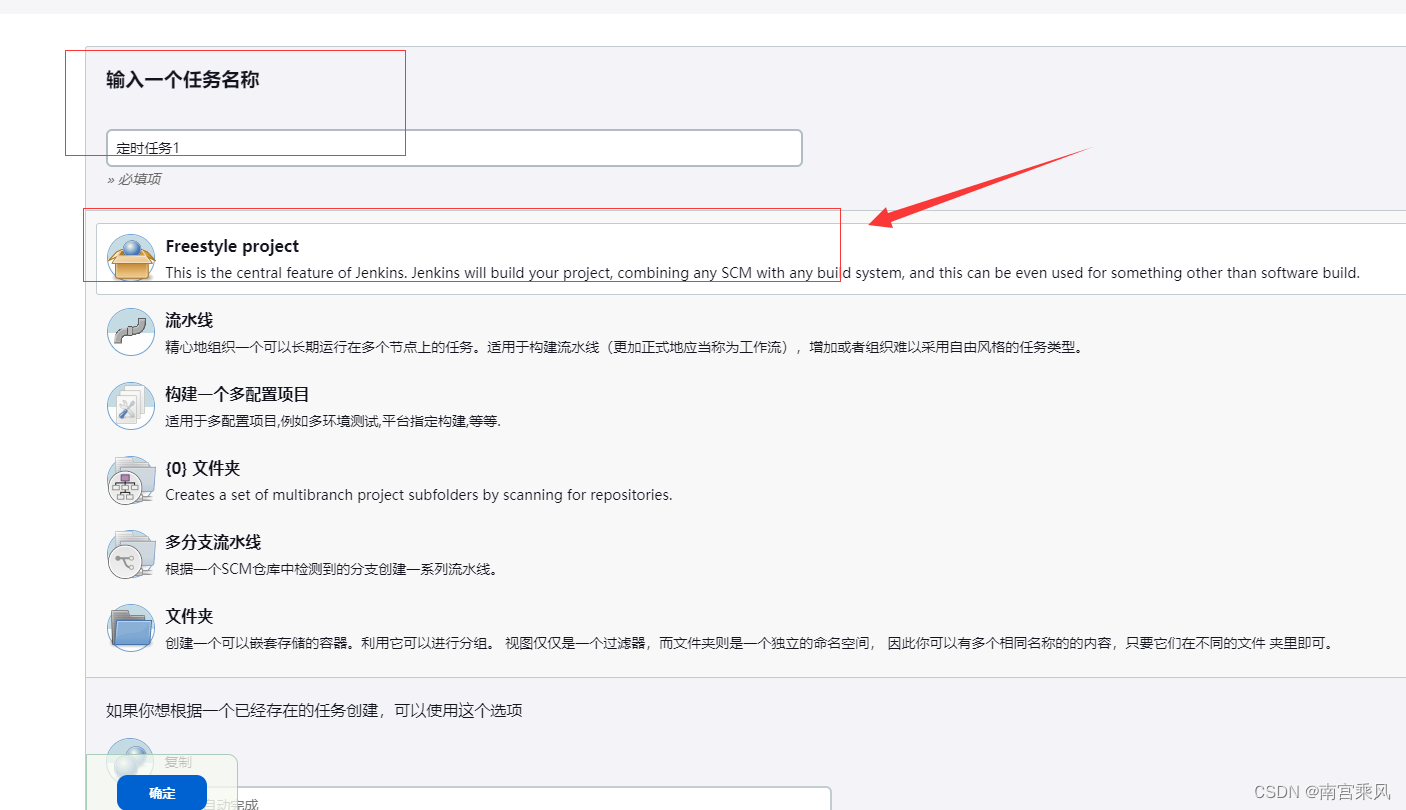 输入一个任务名称
定时任务1
» 必填项
Freestyle project
This is the central feature of Jenkins. Jenkins will build your project, combining any SCM with any build system, and this can be even used for something other than software build.
流水线
精心地组织一个可以长期运行在多个节点上的任务。适用于构建流水线（更加正式地应当称为工作流），增加或者组织难以采用自由风格的任务类型。
构建一个多配置项目
适用于多配置项目,例如多环境测试,平台指定构建,等等.
{0} 文件夹
Creates a set of multibranch project subfolders by scanning for repositories.
多分支流水线
根据一个SCM仓库中检测到的分支创建一系列流水线。
文件夹
创建一个可以嵌套存储的容器。利用它可以进行分组。 视图仅仅是一个过滤器，而文件夹则是一个独立的命名空间， 因此你可以有多个相同名称的的内容，只要它们在不同的文件 夹里即可。
如果你想根据一个已经存在的任务创建，可以使用这个选项
复制
确定
自动完成
CSDN @南宫乘风